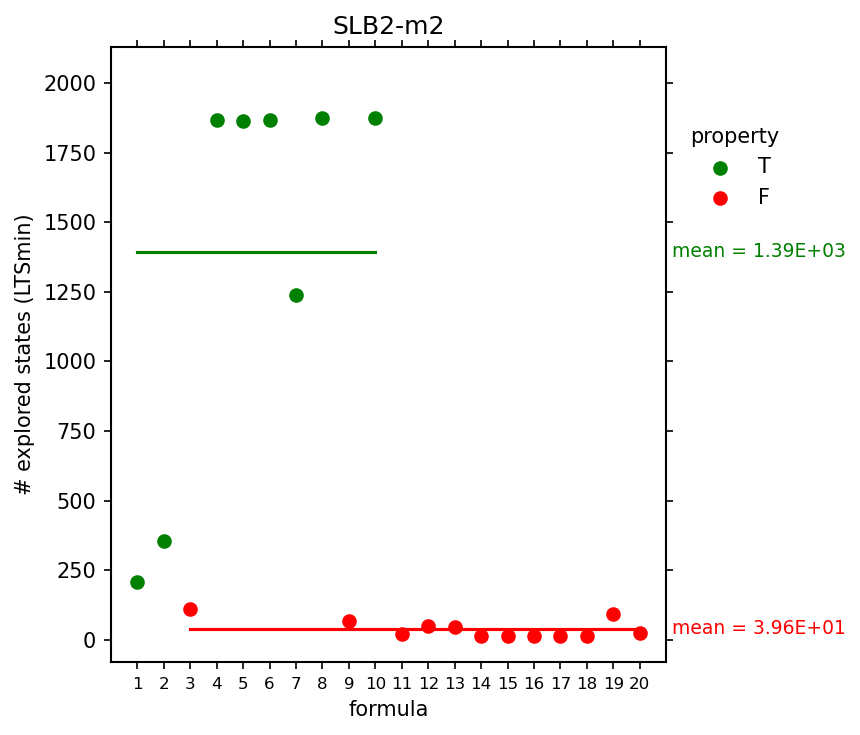 SLB2-m2
# explored states (LTSmin)
2000
1750
1500
1250
1000
750
500
250
0
1 2 3 4 5 6 7 8 9 10 11 12 13 14 15 16 17 18 19 20
formula
property
T
F
mean = 1.39E+03
mean = 3.96E+01